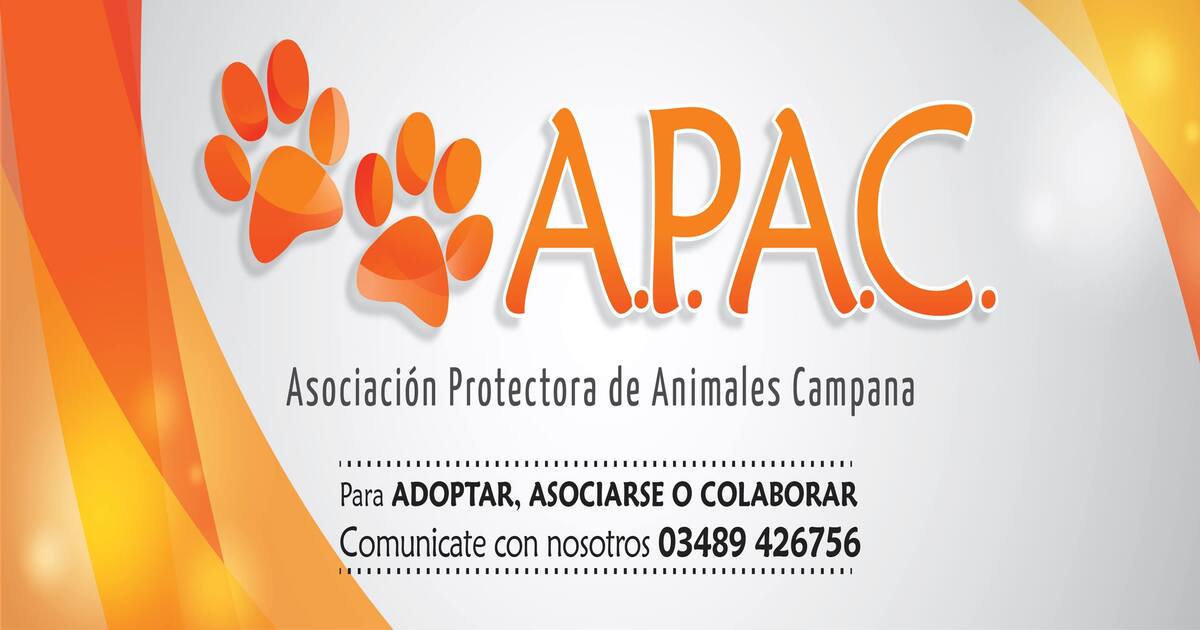 A.P.A.C.
Asociación Protectora de Animales Campana
Para ADOPTAR, ASOCIARSE O COLABORAR
Comunicate con nosotros 03489 426756